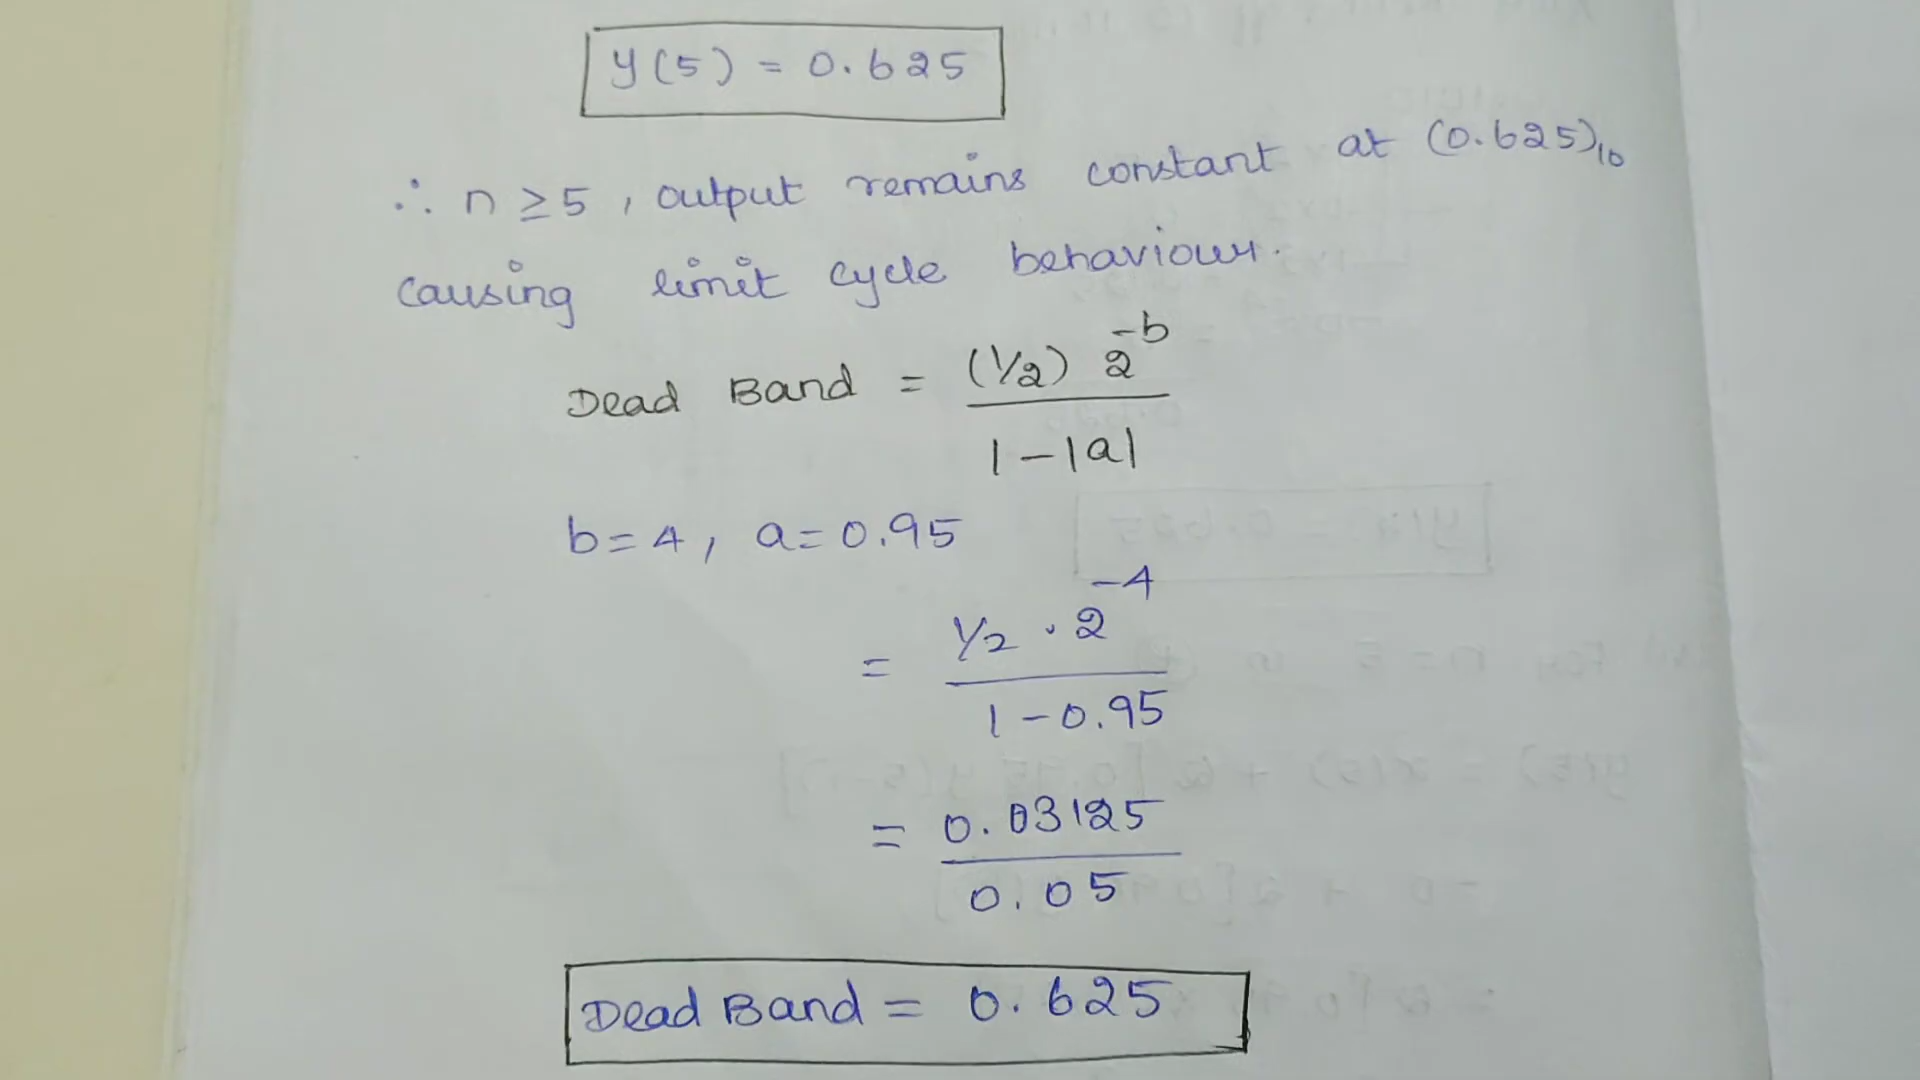 y(5) = 0.625
∴ n ≥ 5, output remains constant at (0.625)₁₀
causing limit cycle behaviour.
Dead Band = (1/2) 2^-b / 1-|a|
b=4, a=0.95
= 1/2 · 2^-4 / 1-0.95
= 0.03125 / 0.05
Dead Band = 0.625